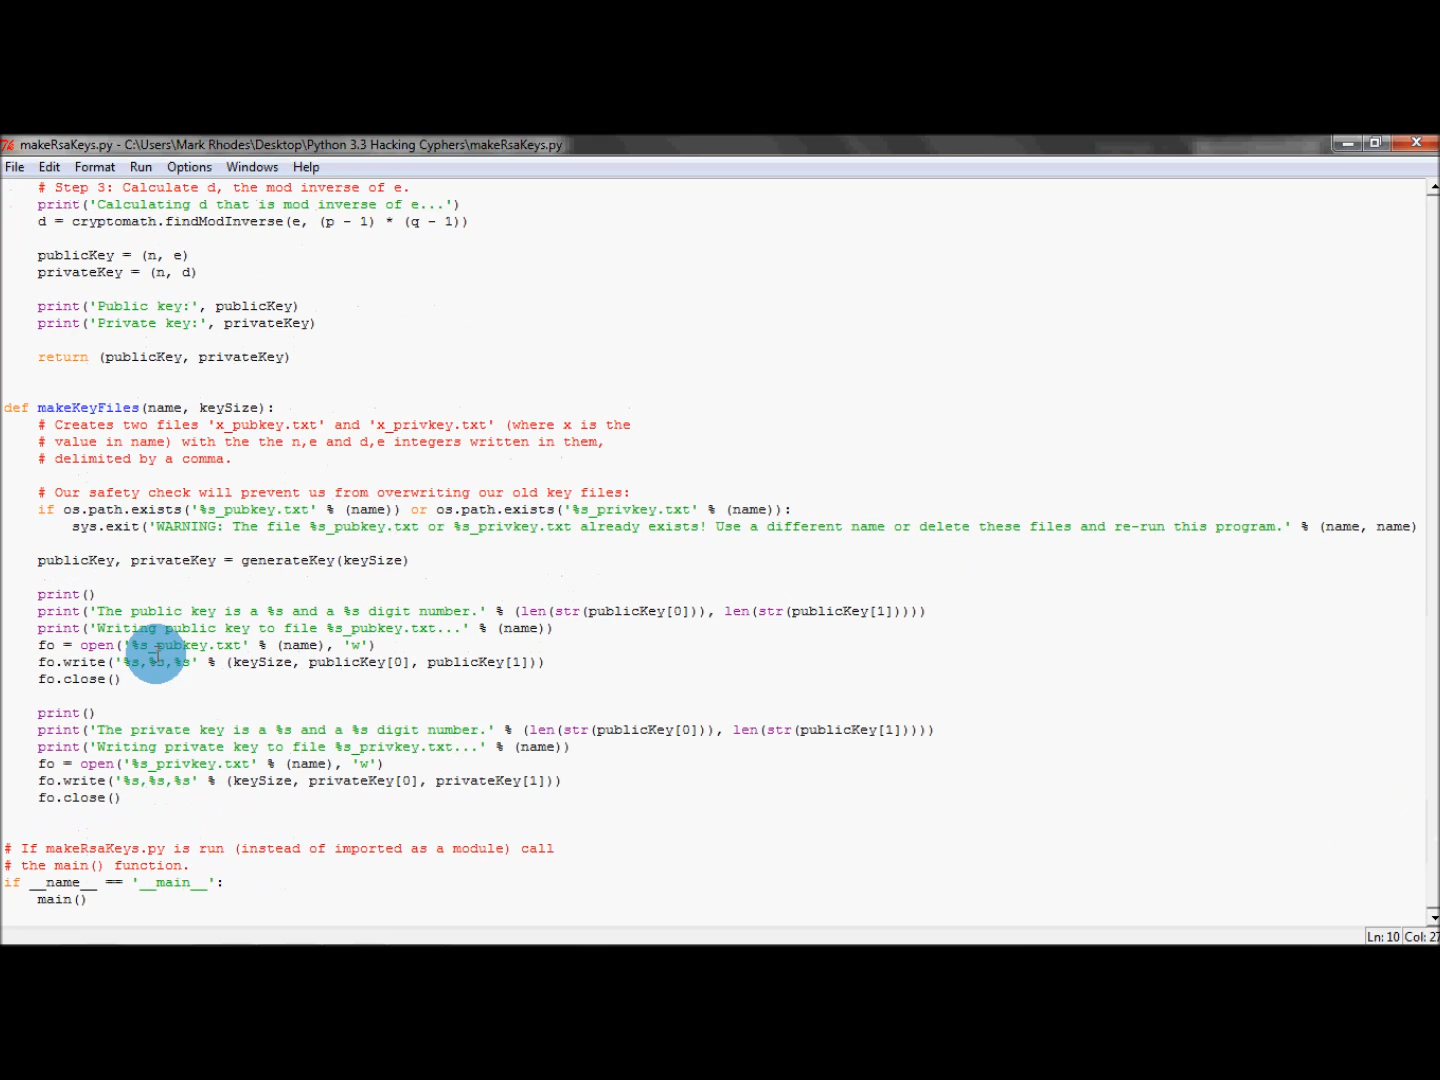 makeRsaKeys.py - C:\Users\Mark Rhodes\Desktop\Python 3.3 Hacking Cyphers\makeRsaKeys.py
File Edit Format Run Options Windows Help
# Step 3: Calculate d, the mod inverse of e.
print('Calculating d that is mod inverse of e...')
d = cryptomath.findModInverse(e, (p - 1) * (q - 1))
publicKey = (n, e)
privateKey = (n, d)
print('Public key:', publicKey)
print('Private key:', privateKey)
return (publicKey, privateKey)
def makeKeyFiles(name, keySize):
# Creates two files 'x_pubkey.txt' and 'x_privkey.txt' (where x is the
# value in name) with the the n,e and d,e integers written in them,
# delimited by a comma.
# Our safety check will prevent us from overwriting our old key files:
if os.path.exists('%s_pubkey.txt' % (name)) or os.path.exists('%s_privkey.txt' % (name)):
sys.exit('WARNING: The file %s_pubkey.txt or %s_privkey.txt already exists! Use a different name or delete these files and re-run this program.' % (name, name)
publicKey, privateKey = generateKey(keySize)
print()
print('The public key is a %s and a %s digit number.' % (len(str(publicKey[0])), len(str(publicKey[1]))))
print('Writing public key to file %s_pubkey.txt...' % (name))
fo = open('%s_pubkey.txt' % (name), 'w')
fo.write('%s,%s,%s' % (keySize, publicKey[0], publicKey[1]))
fo.close()
print()
print('The private key is a %s and a %s digit number.' % (len(str(publicKey[0])), len(str(publicKey[1]))))
print('Writing private key to file %s_privkey.txt...' % (name))
fo = open('%s_privkey.txt' % (name), 'w')
fo.write('%s,%s,%s' % (keySize, privateKey[0], privateKey[1]))
fo.close()
# If makeRsaKeys.py is run (instead of imported as a module) call
# the main() function.
if __name__ == '__main__':
main()
Ln: 10 Col: 27